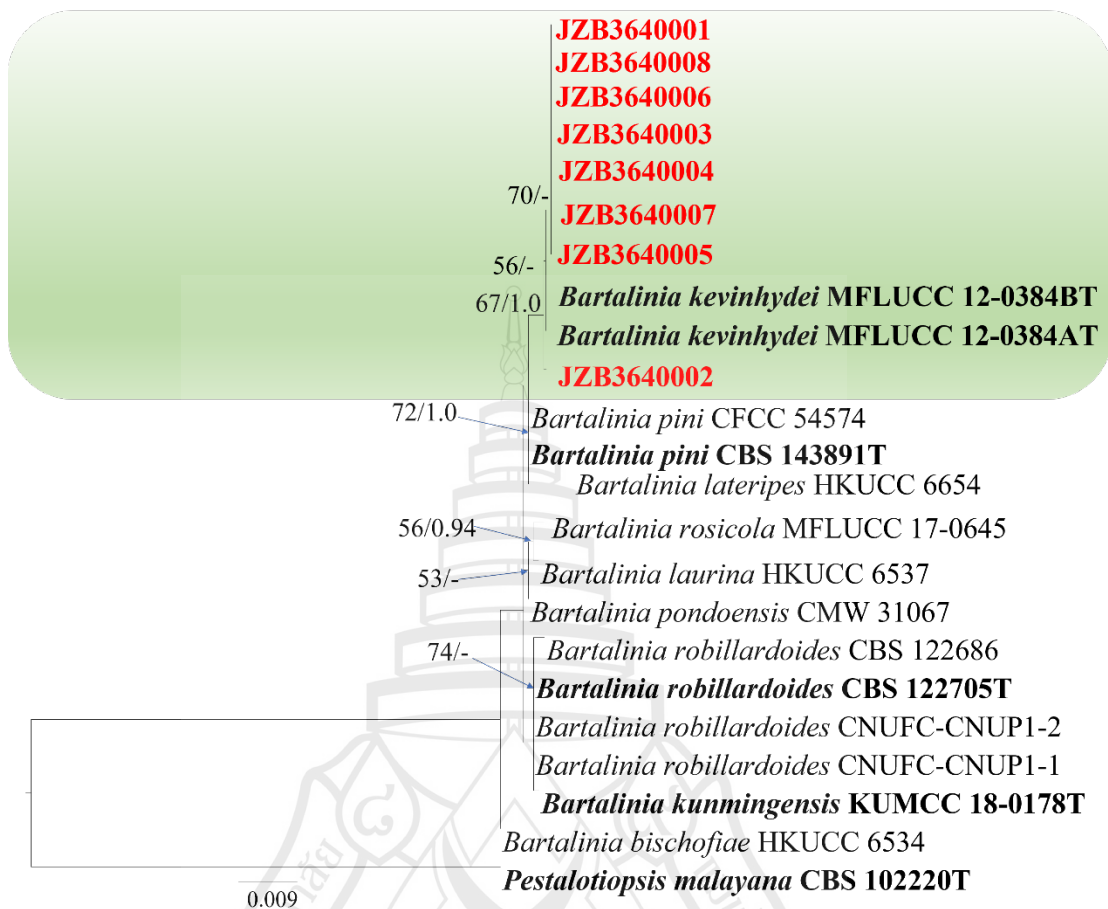 JZB3640001
JZB3640008
JZB3640006
JZB3640003
JZB3640004
70/-
JZB3640007
JZB3640005
56/-
Bartalinia kevinhydei MFLUCC 12-0384BT
67/1.0
Bartalinia kevinhydei MFLUCC 12-0384AT
JZB3640002
72/1.0
Bartalinia pini CFCC 54574
Bartalinia pini CBS 143891T
Bartalinia lateripes HKUCC 6654
56/0.94
Bartalinia rosicola MFLUCC 17-0645
53/-
Bartalinia laurina HKUCC 6537
Bartalinia pondoensis CMW 31067
74/-
Bartalinia robillardoides CBS 122686
Bartalinia robillardoides CBS 122705T
Bartalinia robillardoides CNUFC-CNUP1-2
Bartalinia robillardoides CNUFC-CNUP1-1
Bartalinia kunmingensis KUMCC 18-0178T
Bartalinia bischofiae HKUCC 6534
Pestalotiopsis malayana CBS 102220T
0.009